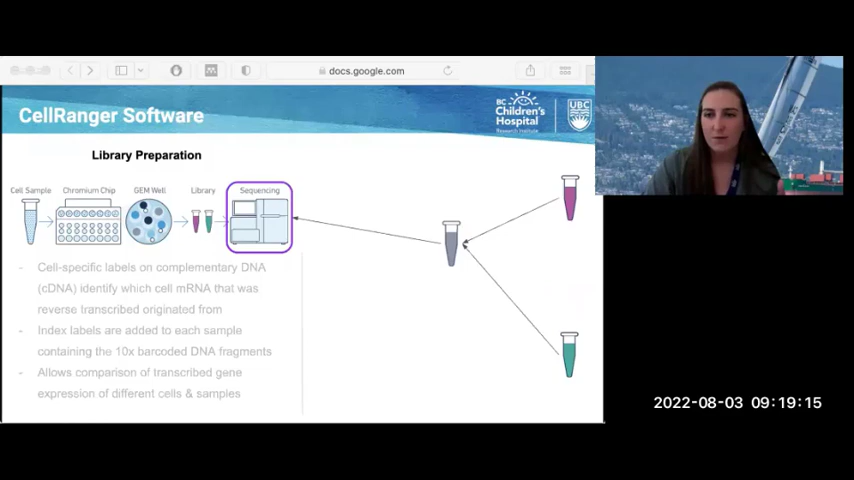 docs.google.com
CellRanger Software
BC
Children's
Hospital
Research Institute
UBC
Library Preparation
Cell Sample
Chromium Chip
GEM Well
Library
Sequencing
- Cell-specific labels on complementary DNA
(cDNA) identify which cell mRNA that was
reverse transcribed originated from
- Index labels are added to each sample
containing the 10x barcoded DNA fragments
- Allows comparison of transcribed gene
expression of different cells & samples
2022-08-03 09:19:15